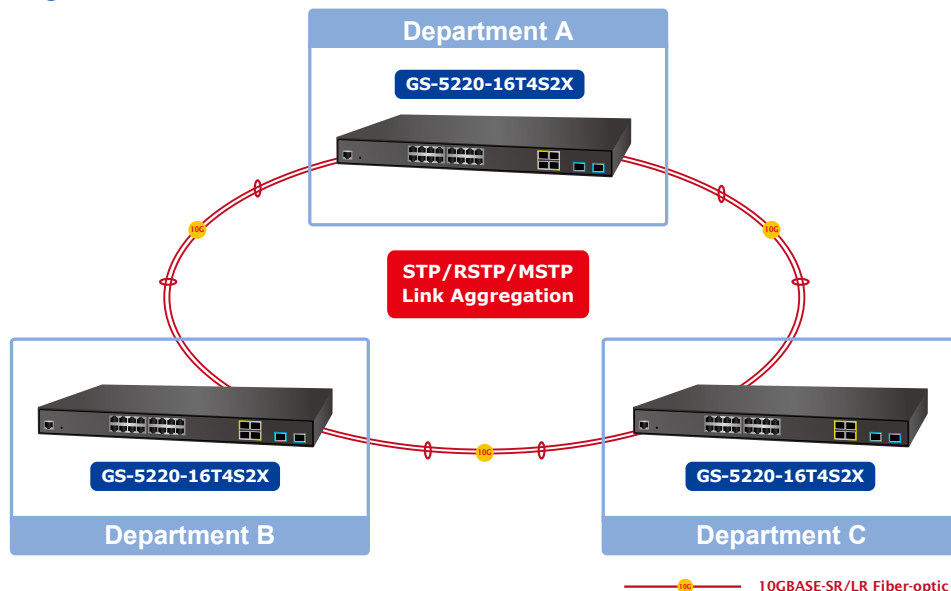 Department A
GS-5220-16T4S2X
10G
10G
STP/RSTP/MSTP
Link Aggregation
10G
GS-5220-16T4S2X
GS-5220-16T4S2X
Department B
Department C
10G
10GBASE-SR/LR Fiber-optic